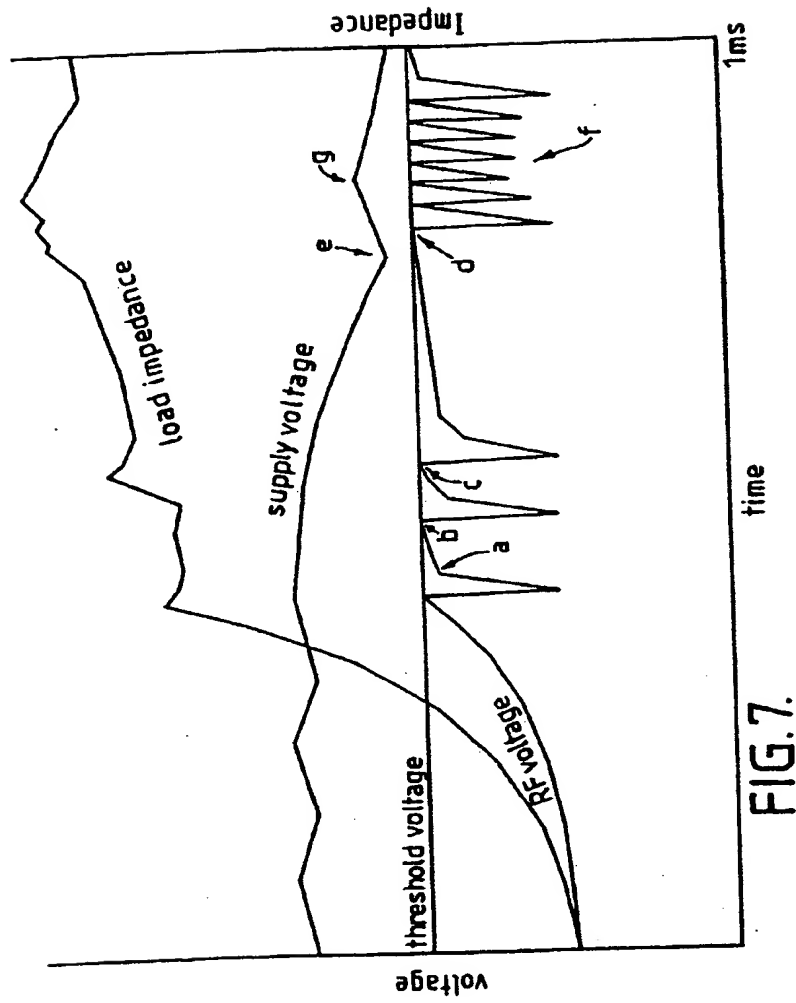 Impedance
1ms
load impedance
g
e
f
d
supply voltage
c
b
a
time
RF voltage
threshold voltage
voltage
FIG.7.